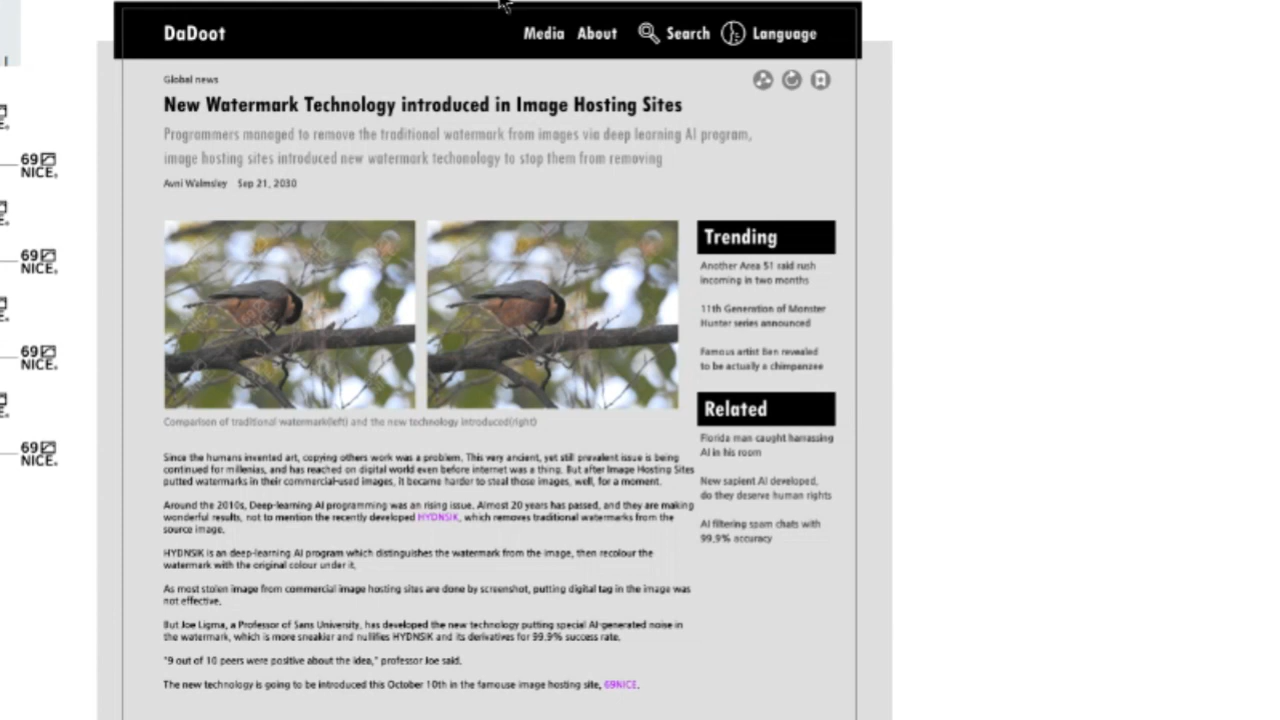 DaDoot
Media About Search Language
Global news
New Watermark Technology introduced in Image Hosting Sites
Programmers managed to remove the traditional watermark from images via deep learning AI program,
image hosting sites introduced new watermark techonology to stop them from removing
Avni Walmsley Sep 21, 2030
Comparison of traditional watermark(left) and the new technology introduced(right)
Since the humans invented art, copying others work was a problem. This very ancient, yet still prevalent issue is being
continued for millenias, and has reached on digital world even before internet was a thing. But after Image Hosting Sites
putted watermarks in their commercial-used images, it became harder to steal those images, well, for a moment.
Around the 2010s, Deep-learning AI programming was an rising issue. Almost 20 years has passed, and they are making
wonderful results, not to mention the recently developed HYDNSIK, which removes traditional watermarks from the
source image.
HYDNSIK is an deep-learning AI program which distinguishes the watermark from the image, then recolour the
watermark with the original colour under it.
As most stolen image from commercial image hosting sites are done by screenshot, putting digital tag in the image was
not effective.
But Joe Ligma, a Professor of Sans University, has developed the new technology putting special AI-generated noise in
the watermark, which is more sneakier and nullifies HYDNSIK and its derivatives for 99.9% success rate.
"9 out of 10 peers were positive about the idea," professor Joe said.
The new technology is going to be introduced this October 10th in the famouse image hosting site, 69NICE.
Trending
Another Area 51 raid rush
incoming in two months
11th Generation of Monster
Hunter series announced
Famous artist Ben revealed
to be actually a chimpanzee
Related
Florida man caught harrassing
AI in his room
New sapient AI developed,
do they deserve human rights
AI filtering spam chats with
99.9% accuracy
69
NICE.
69
NICE.
69
NICE.
69
NICE.